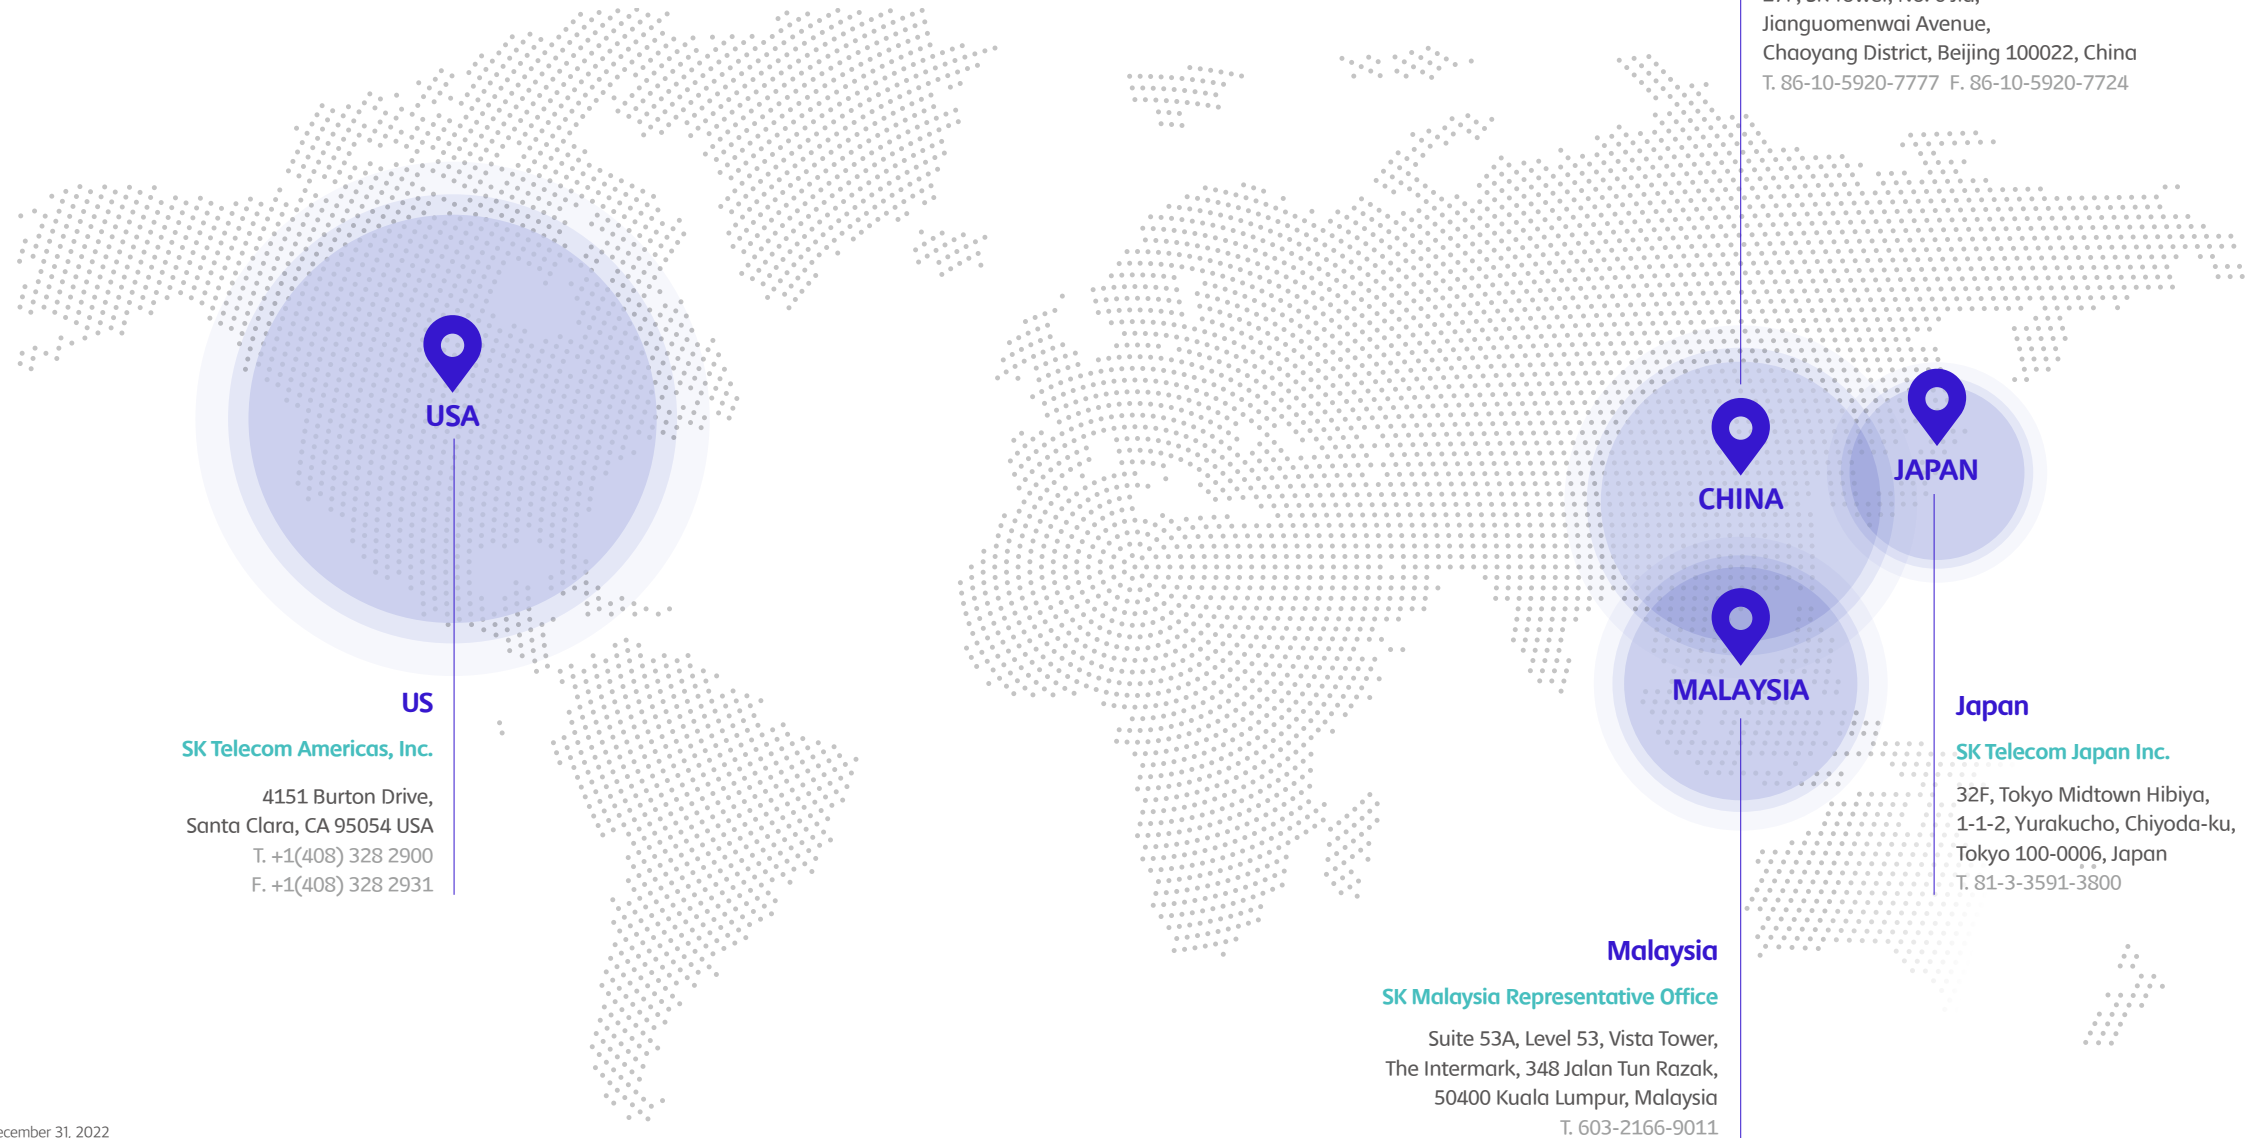 Jianguomenwai Avenue,
Chaoyang District, Beijing 100022, China
T. 86-10-5920-7777 F. 86-10-5920-7724
USA
CHINA
JAPAN
MALAYSIA
US
SK Telecom Americas, Inc.
4151 Burton Drive,
Santa Clara, CA 95054 USA
T. +1(408) 328 2900
F. +1(408) 328 2931
Japan
SK Telecom Japan Inc.
32F, Tokyo Midtown Hibiya,
1-1-2, Yurakucho, Chiyoda-ku,
Tokyo 100-0006, Japan
T. 81-3-3591-3800
Malaysia
SK Malaysia Representative Office
Suite 53A, Level 53, Vista Tower,
The Intermark, 348 Jalan Tun Razak,
50400 Kuala Lumpur, Malaysia
T. 603-2166-9011
31, 2022